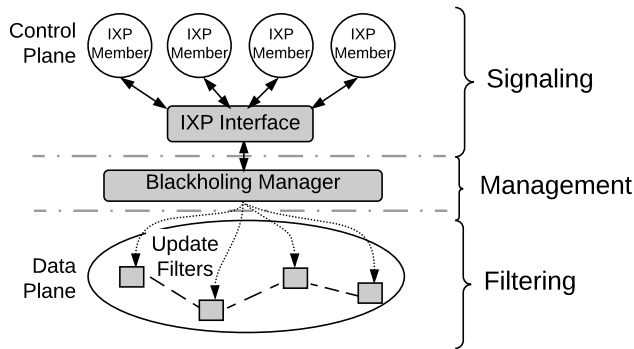 Control
Plane
IXP
Member
IXP
Member
IXP
Member
IXP
Member
Signaling
IXP Interface
Blackholing Manager
Management
Update
Filters
Data
Plane
Filtering